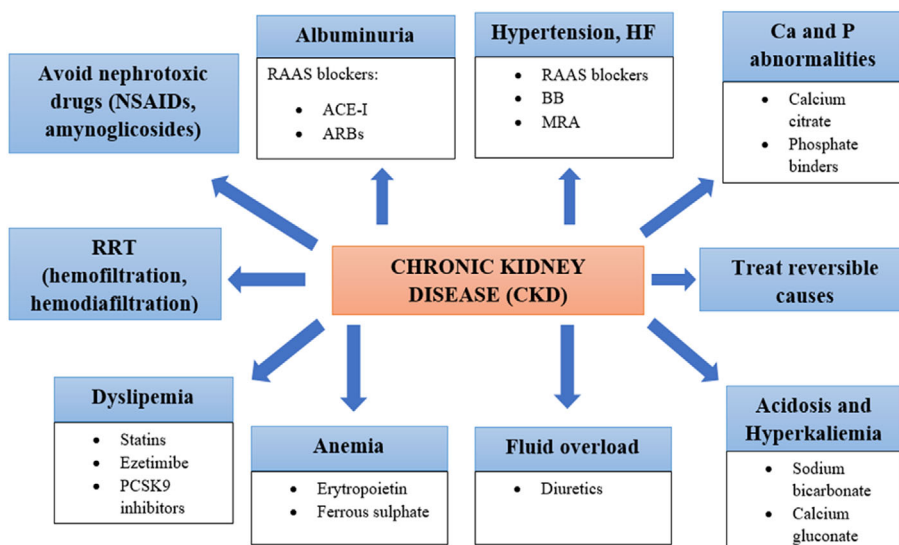 Avoid nephrotoxic
drugs (NSAIDs,
amynoglicosides)
Albuminuria
RAAS blockers:
• ACE-I
• ARBs
Hypertension, HF
• RAAS blockers
• BB
• MRA
Ca and P
abnormalities
• Calcium
citrate
• Phosphate
binders
RRT
(hemofiltration,
hemodiafiltration)
CHRONIC KIDNEY
DISEASE (CKD)
Treat reversible
causes
Dyslipemia
• Statins
• Ezetimibe
• PCSK9
inhibitors
Anemia
• Erytropoietin
• Ferrous sulphate
Fluid overload
• Diuretics
Acidosis and
Hyperkaliemia
• Sodium
bicarbonate
• Calcium
gluconate